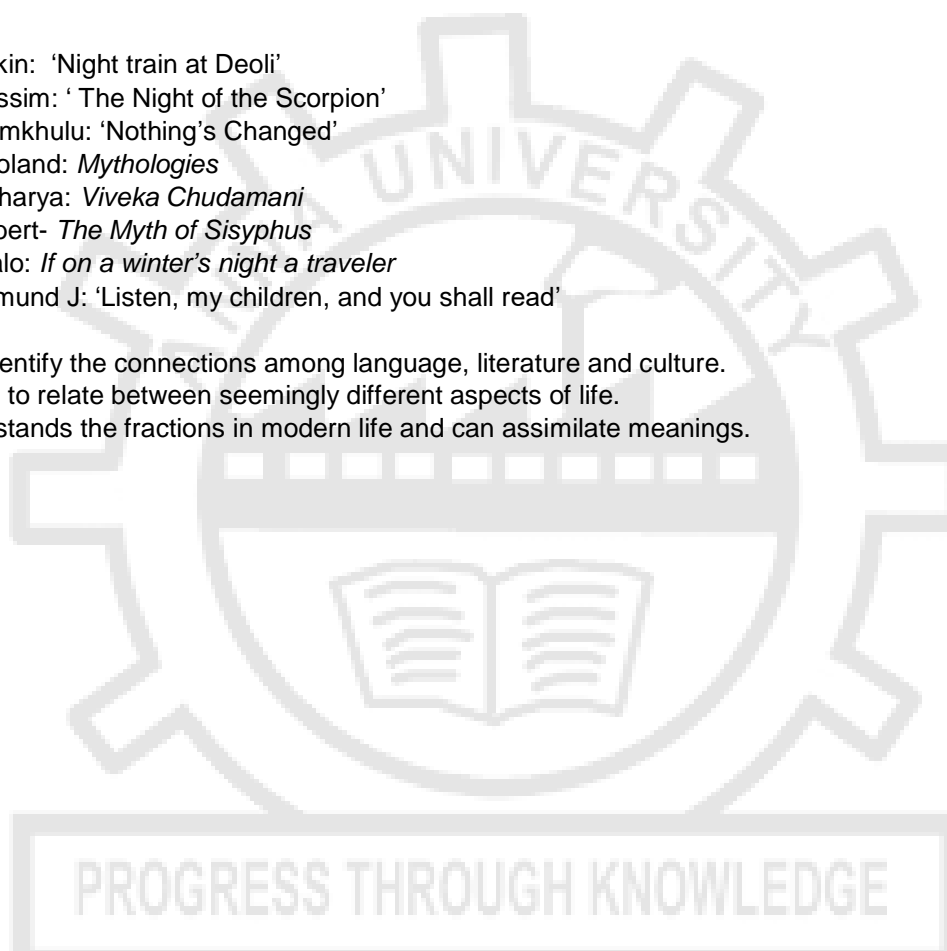 kin: ‘Night train at Deoli’
ssim: ‘ The Night of the Scorpion’
mkhulu: ‘Nothing’s Changed’
oland: Mythologies
harya: Viveka Chudamani
bert- The Myth of Sisyphus
alo: If on a winter’s night a traveler
mund J: ‘Listen, my children, and you shall read’
entify the connections among language, literature and culture.
to relate between seemingly different aspects of life.
stands the fractions in modern life and can assimilate meanings.
UNIVERSITY
PROGRESS THROUGH KNOWLEDGE